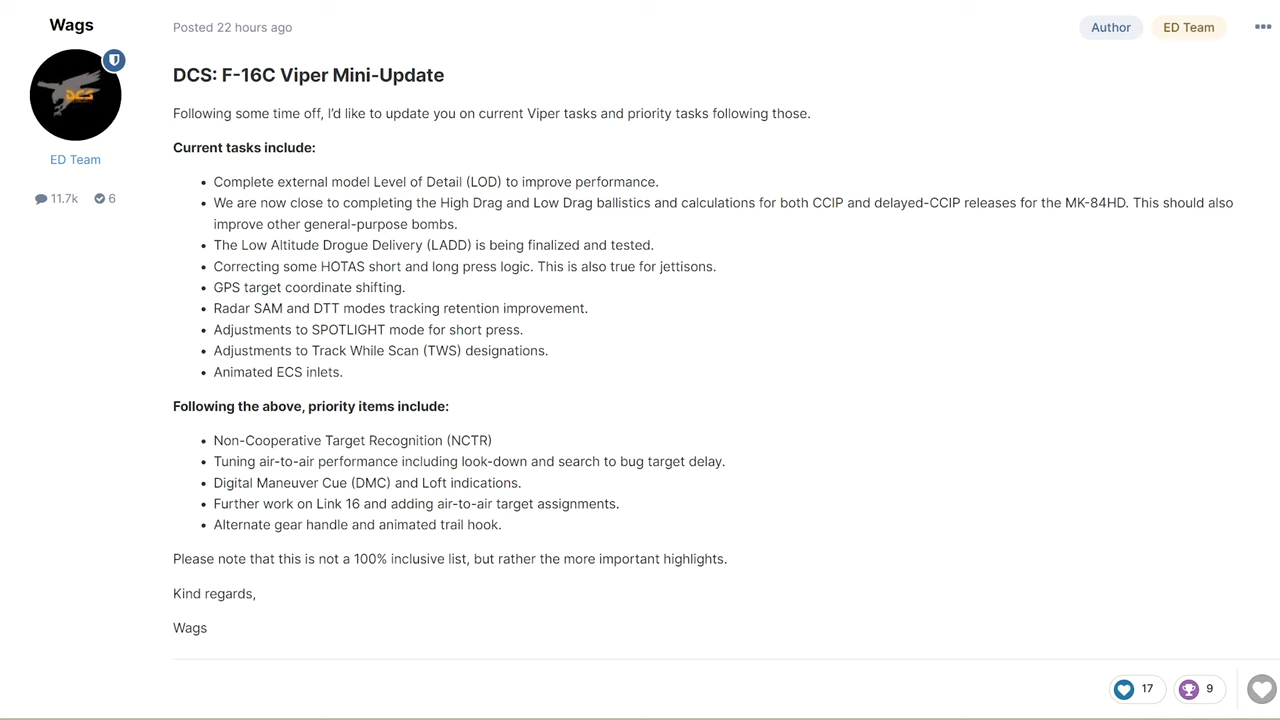 Wags
Posted 22 hours ago
Author
ED Team
DCS
ED Team
11.7k
6
DCS: F-16C Viper Mini-Update
Following some time off, I’d like to update you on current Viper tasks and priority tasks following those.
Current tasks include:
• Complete external model Level of Detail (LOD) to improve performance.
• We are now close to completing the High Drag and Low Drag ballistics and calculations for both CCIP and delayed-CCIP releases for the MK-84HD. This should also
improve other general-purpose bombs.
• The Low Altitude Drogue Delivery (LADD) is being finalized and tested.
• Correcting some HOTAS short and long press logic. This is also true for jettisons.
• GPS target coordinate shifting.
• Radar SAM and DTT modes tracking retention improvement.
• Adjustments to SPOTLIGHT mode for short press.
• Adjustments to Track While Scan (TWS) designations.
• Animated ECS inlets.
Following the above, priority items include:
• Non-Cooperative Target Recognition (NCTR)
• Tuning air-to-air performance including look-down and search to bug target delay.
• Digital Maneuver Cue (DMC) and Loft indications.
• Further work on Link 16 and adding air-to-air target assignments.
• Alternate gear handle and animated trail hook.
Please note that this is not a 100% inclusive list, but rather the more important highlights.
Kind regards,
Wags
17
9